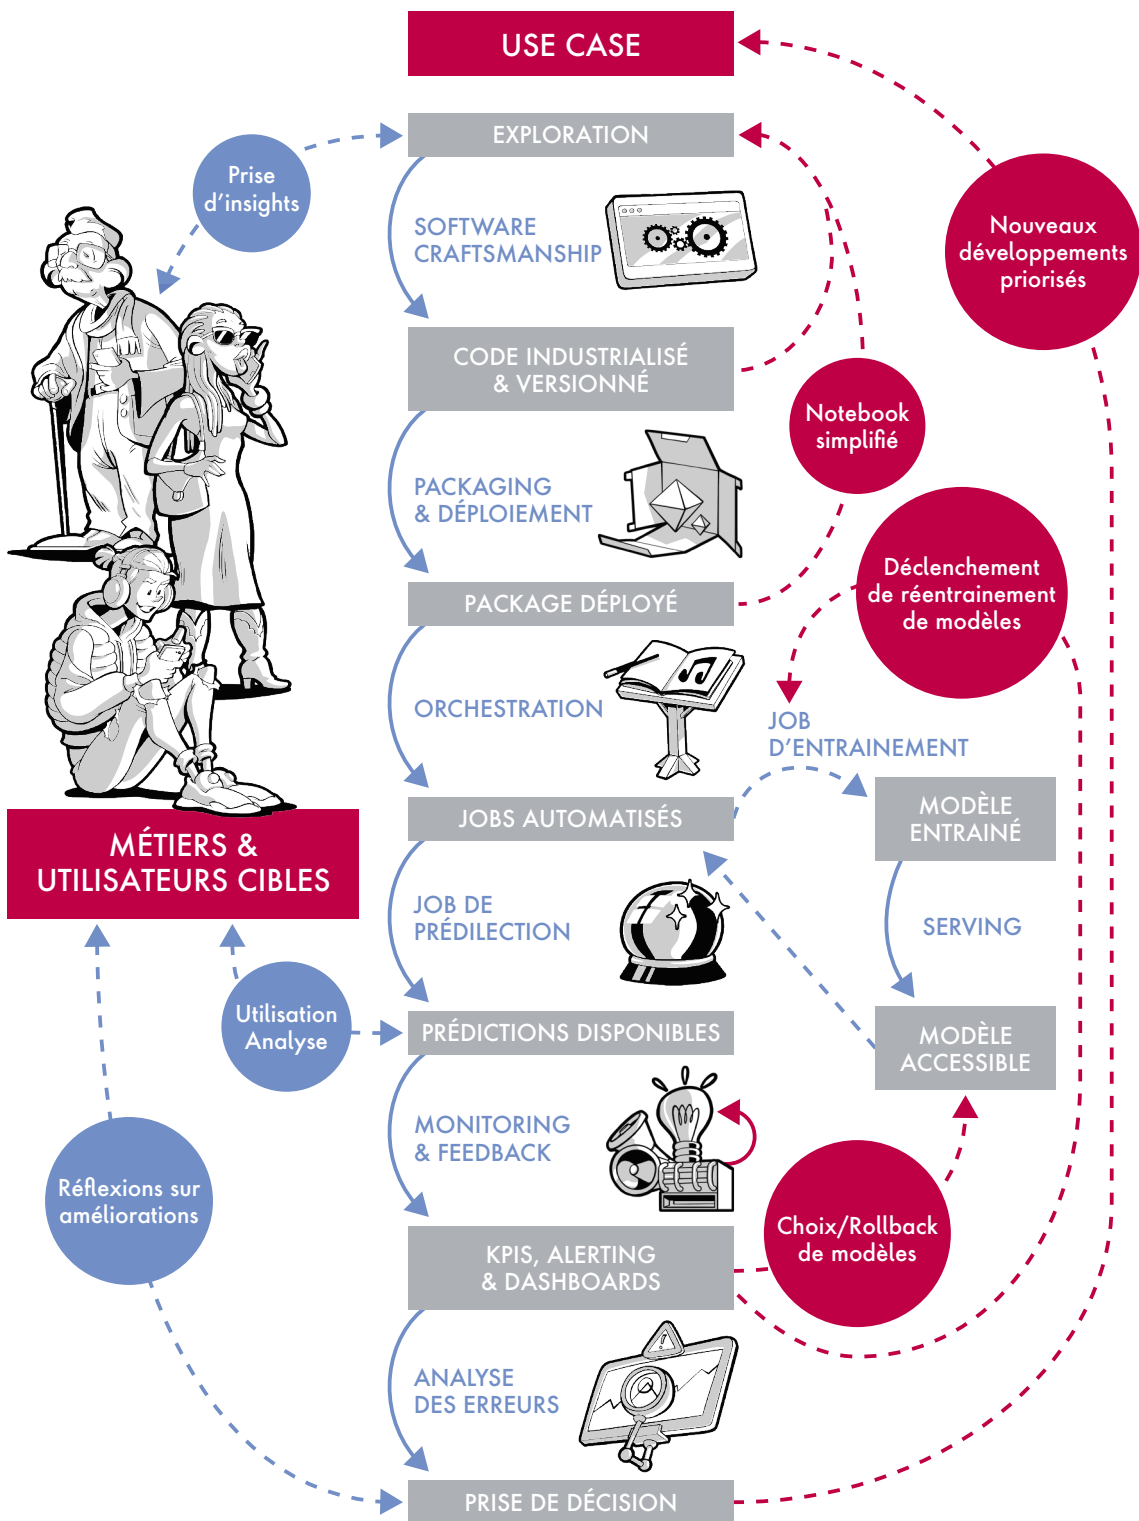 USE CASE
EXPLORATION
Prise
d’insights
SOFTWARE
CRAFTSMANSHIP
Nouveaux
développements
priorisés
CODE INDUSTRIALISÉ
& VERSIONNÉ
Notebook
simplifié
PACKAGING
& DÉPLOIEMENT
Déclenchement
de réentrainement
de modèles
PACKAGE DÉPLOYÉ
ORCHESTRATION
JOB
D’ENTRAINEMENT
JOBS AUTOMATISÉS
MODÈLE
ENTRAINÉ
MÉTIERS &
UTILISATEURS CIBLES
JOB DE
PRÉDILECTION
SERVING
Utilisation
Analyse
PRÉDICTIONS DISPONIBLES
MODÈLE
ACCESSIBLE
MONITORING
& FEEDBACK
Réflexions sur
améliorations
Choix/Rollback
de modèles
KPIS, ALERTING
& DASHBOARDS
ANALYSE
DES ERREURS
PRISE DE DÉCISION